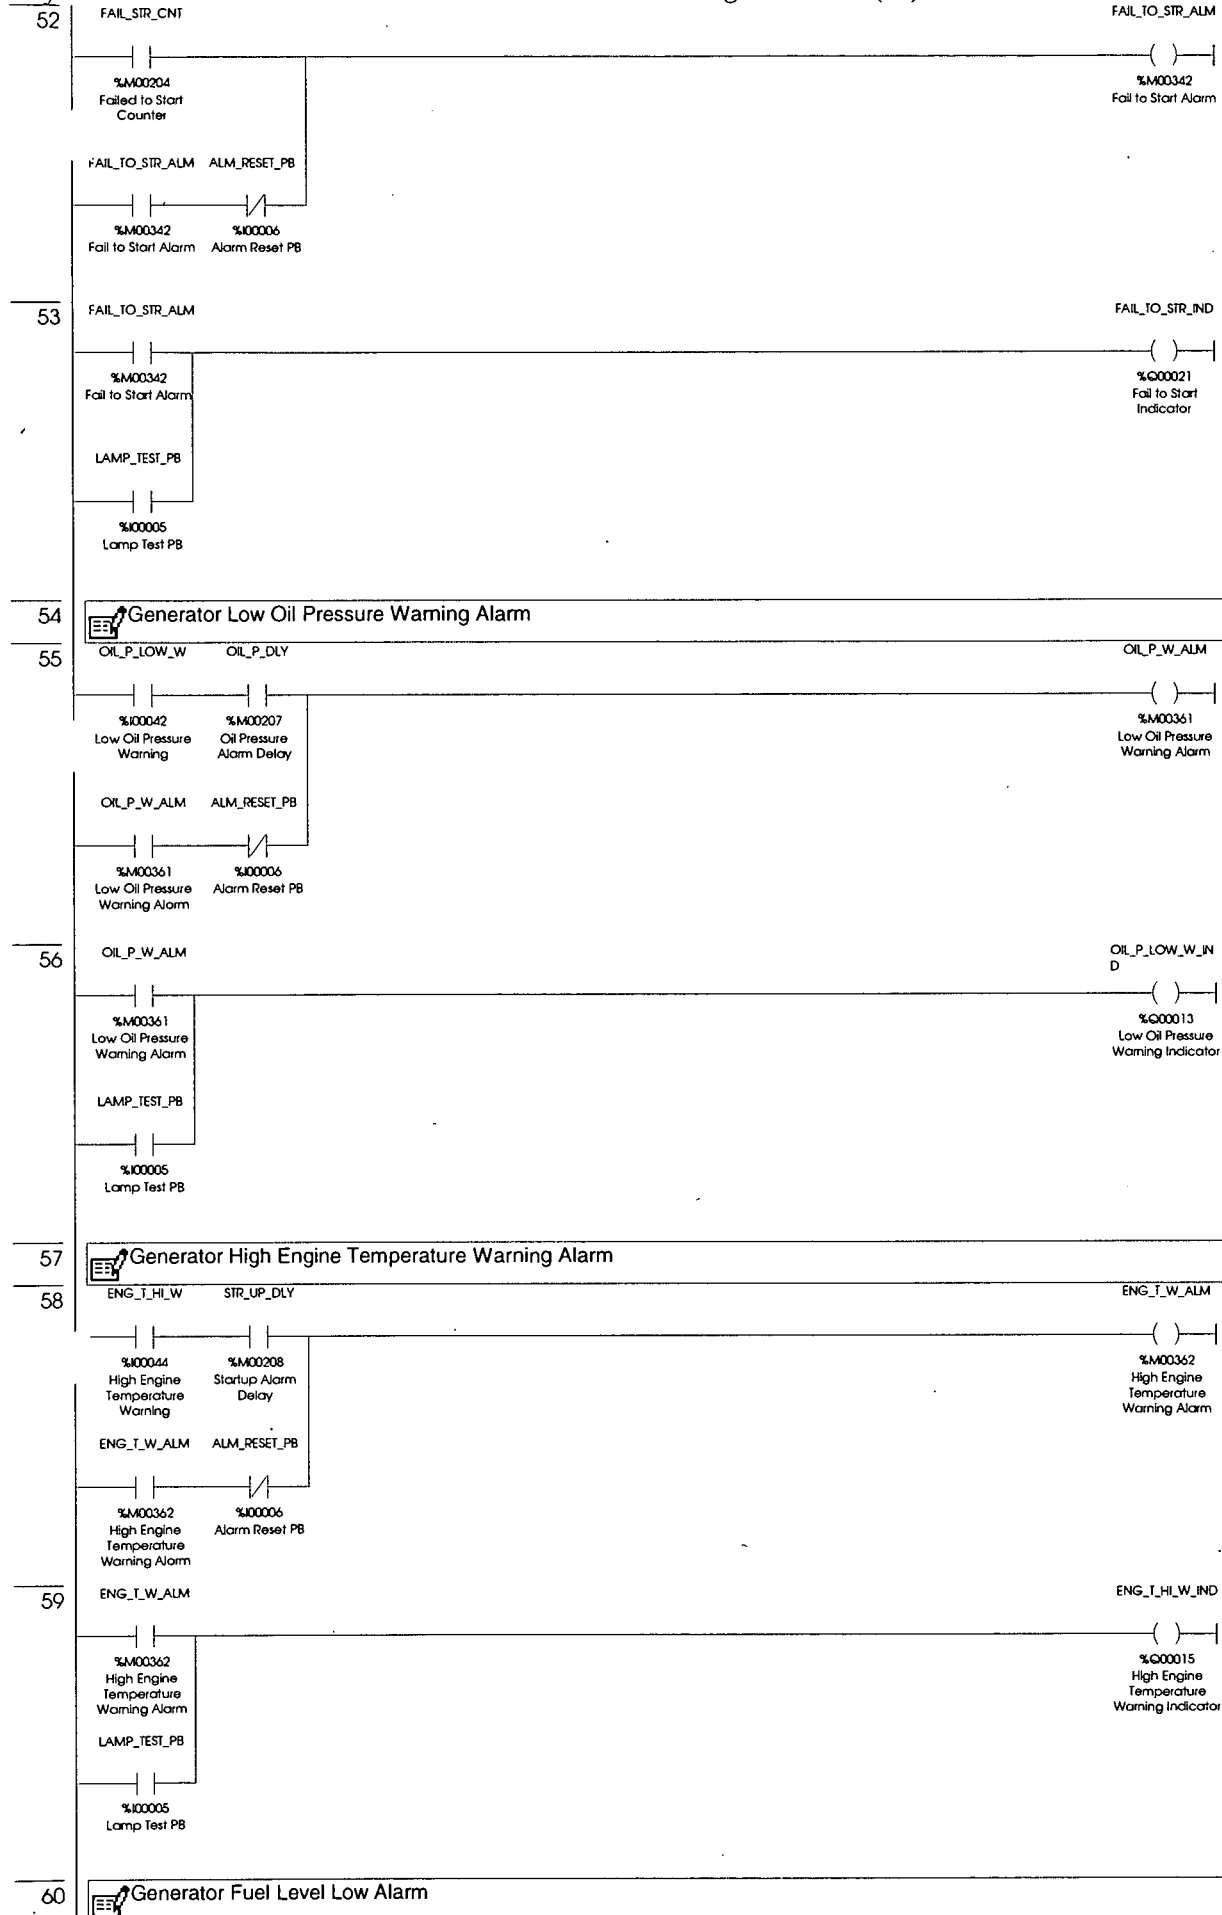 52
FAIL_STR_CNT
FAIL_TO_STR_ALM
%M00204
Failed to Start
Counter
%M00342
Fail to Start Alarm
FAIL_TO_STR_ALM ALM_RESET_PB
%M00342 %I00006
Fail to Start Alarm Alarm Reset PB
53
FAIL_TO_STR_ALM
FAIL_TO_STR_IND
%M00342
Fail to Start Alarm
%Q00021
Fail to Start
Indicator
LAMP_TEST_PB
%I00005
Lamp Test PB
54
Generator Low Oil Pressure Warning Alarm
55
OIL_P_LOW_W OIL_P_DLY
OIL_P_W_ALM
%I00042 %M00207
Low Oil Pressure Oil Pressure
Warning Alarm Delay
%M00361
Low Oil Pressure
Warning Alarm
OIL_P_W_ALM ALM_RESET_PB
%M00361 %I00006
Low Oil Pressure Alarm Reset PB
Warning Alarm
56
OIL_P_W_ALM
OIL_P_LOW_W_IN
D
%M00361
Low Oil Pressure
Warning Alarm
%Q00013
Low Oil Pressure
Warning Indicator
LAMP_TEST_PB
%I00005
Lamp Test PB
57
Generator High Engine Temperature Warning Alarm
58
ENG_T_HI_W STR_UP_DLY
ENG_T_W_ALM
%I00044 %M00208
High Engine Startup Alarm
Temperature Delay
Warning
%M00362
High Engine
Temperature
Warning Alarm
ENG_T_W_ALM ALM_RESET_PB
%M00362 %I00006
High Engine Alarm Reset PB
Temperature
Warning Alarm
59
ENG_T_W_ALM
ENG_T_HI_W_IND
%M00362
High Engine
Temperature
Warning Alarm
%Q00015
High Engine
Temperature
Warning Indicator
LAMP_TEST_PB
%I00005
Lamp Test PB
60
Generator Fuel Level Low Alarm